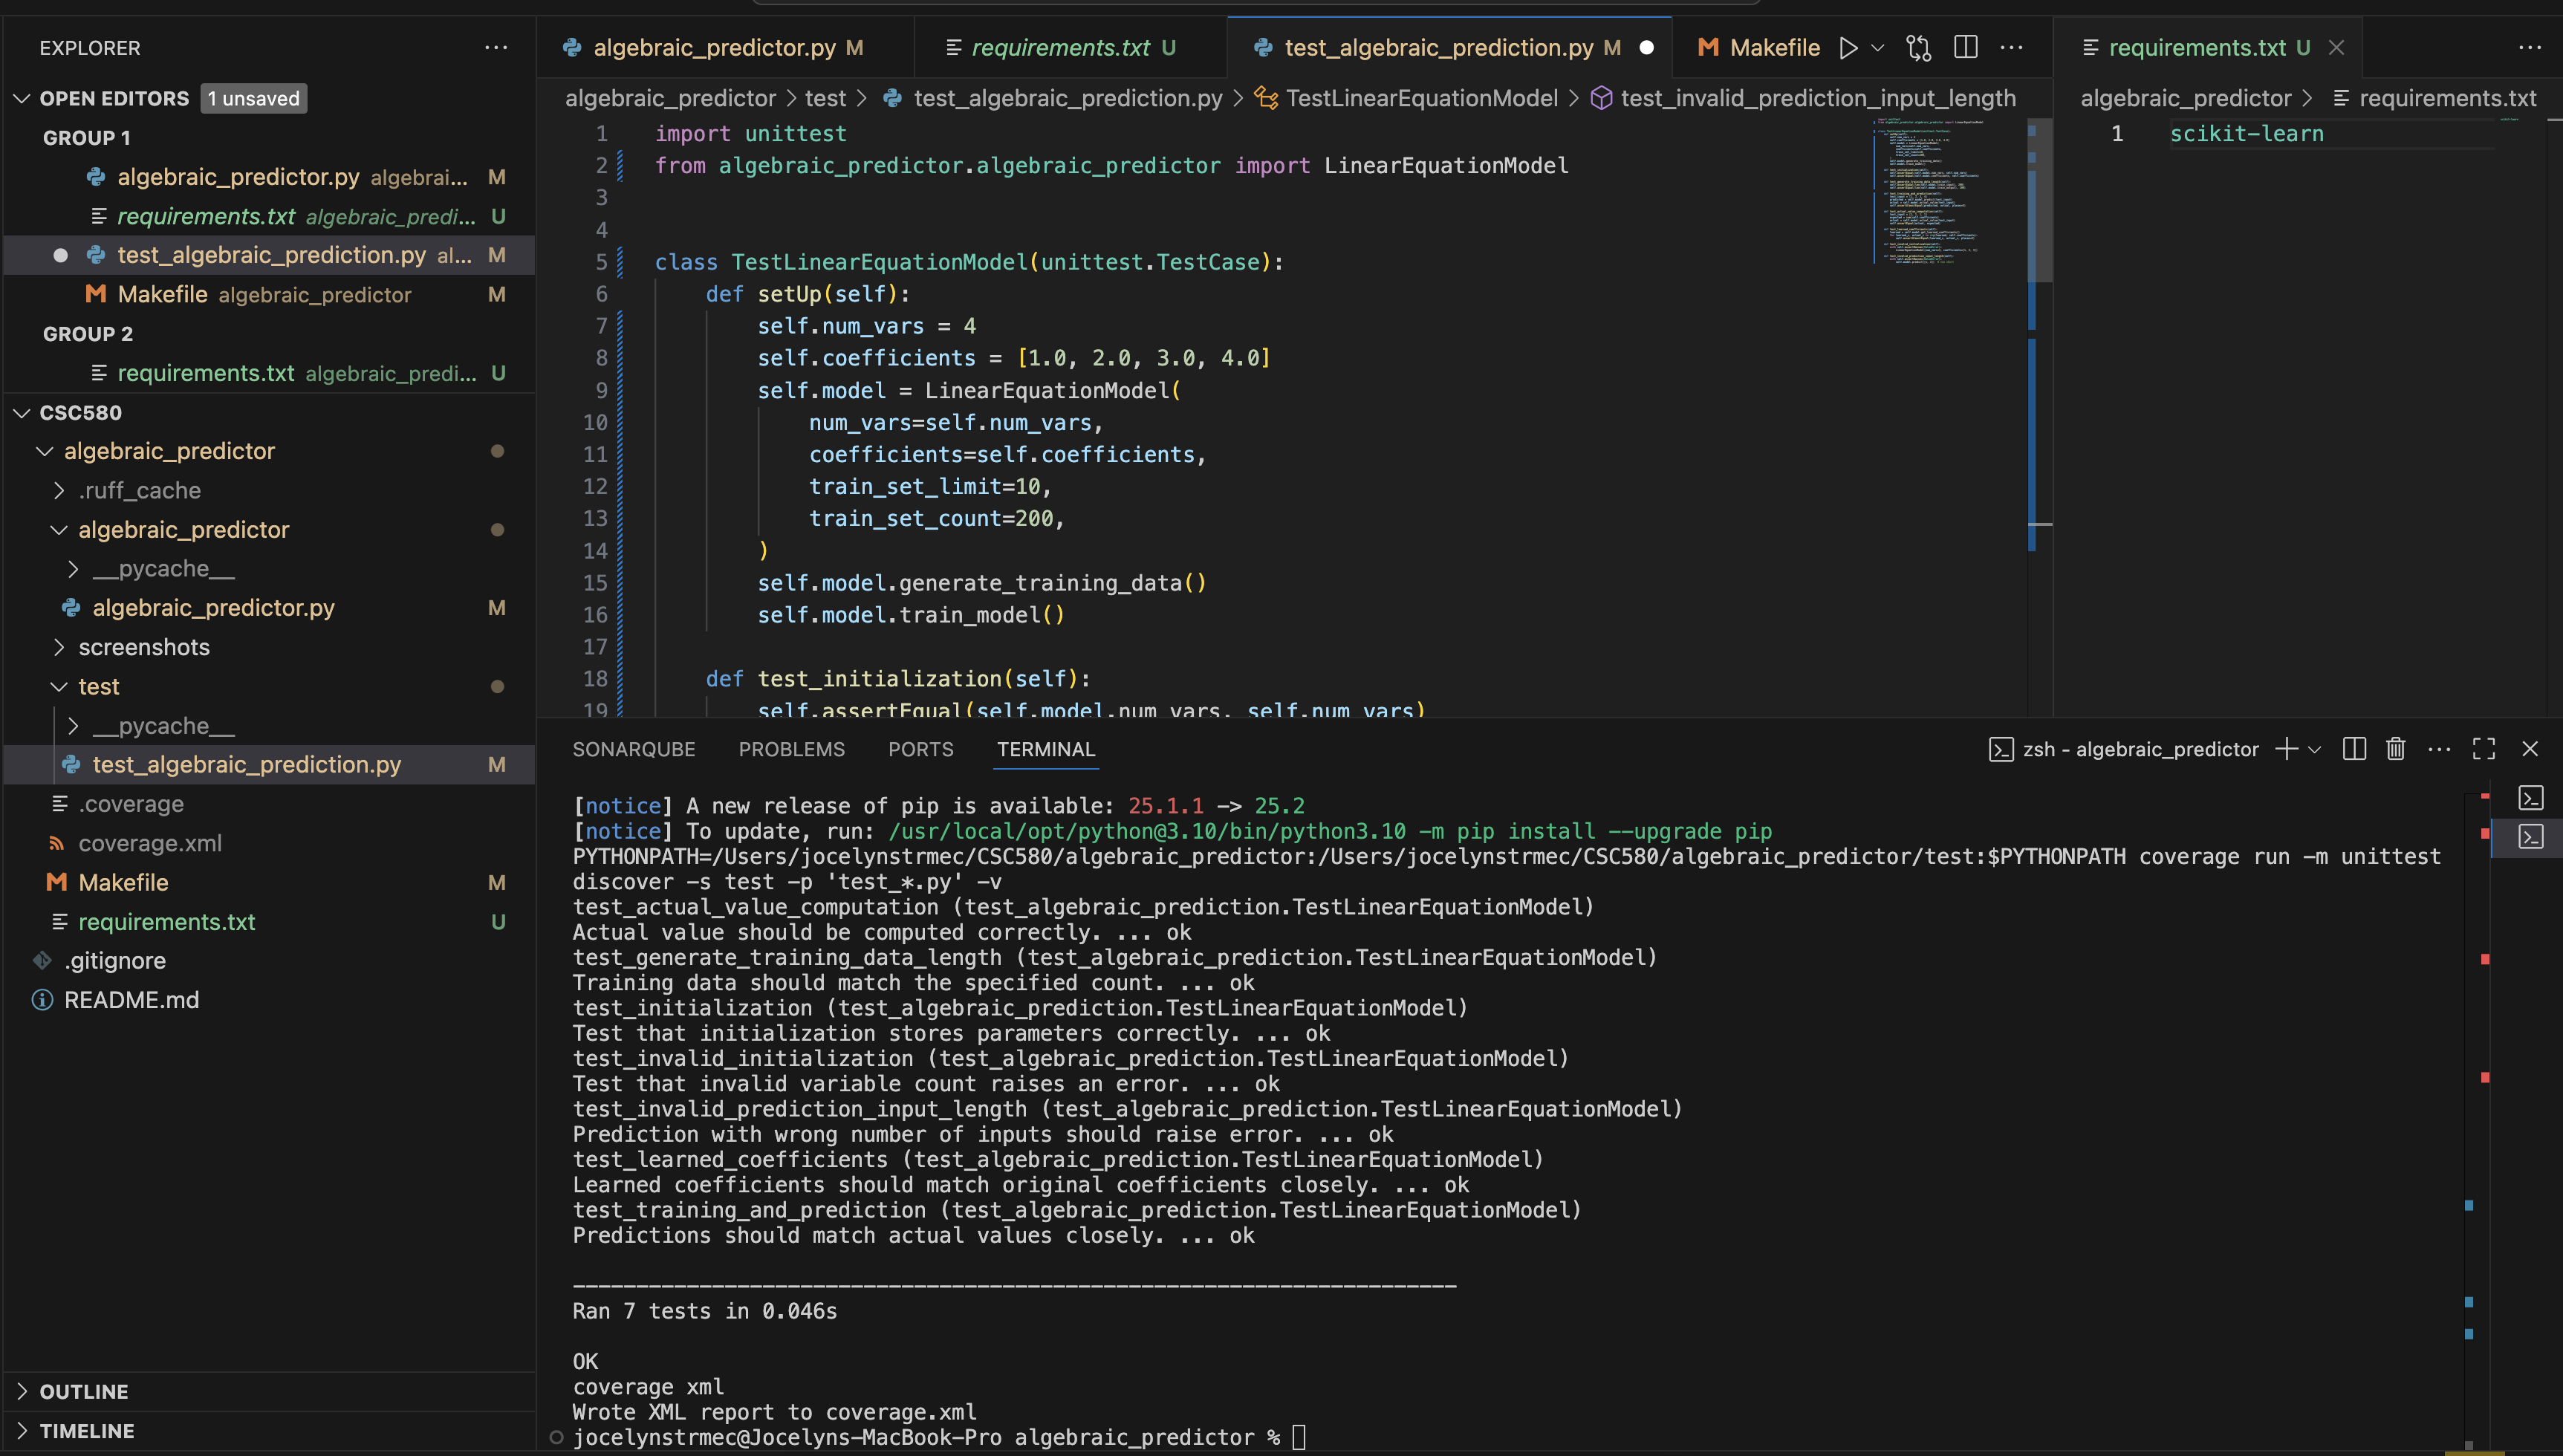 EXPLORER
OPEN EDITORS 1 unsaved
GROUP 1
algebraic_predictor.py algebrai... M
requirements.txt algebraic_predi... U
test_algebraic_prediction.py al... M
Makefile algebraic_predictor M
GROUP 2
requirements.txt algebraic_predi... U
CSC580
algebraic_predictor
.ruff_cache
algebraic_predictor
__pycache__
algebraic_predictor.py M
screenshots
test
__pycache__
test_algebraic_prediction.py M
.coverage
coverage.xml
Makefile M
requirements.txt U
.gitignore
README.md
OUTLINE
TIMELINE
algebraic_predictor.py M
requirements.txt U
test_algebraic_prediction.py M
Makefile
algebraic_predictor > test > test_algebraic_prediction.py > TestLinearEquationModel > test_invalid_prediction_input_length
1 import unittest
2 from algebraic_predictor.algebraic_predictor import LinearEquationModel
3
4
5 class TestLinearEquationModel(unittest.TestCase):
6 def setUp(self):
7 self.num_vars = 4
8 self.coefficients = [1.0, 2.0, 3.0, 4.0]
9 self.model = LinearEquationModel(
10 num_vars=self.num_vars,
11 coefficients=self.coefficients,
12 train_set_limit=10,
13 train_set_count=200,
14 )
15 self.model.generate_training_data()
16 self.model.train_model()
17
18 def test_initialization(self):
19 self.assertEqual(self.model.num_vars, self.num_vars)
requirements.txt U
algebraic_predictor > requirements.txt
1 scikit-learn
SONARQUBE PROBLEMS PORTS TERMINAL
zsh - algebraic_predictor
[notice] A new release of pip is available: 25.1.1 -> 25.2
[notice] To update, run: /usr/local/opt/python@3.10/bin/python3.10 -m pip install --upgrade pip
PYTHONPATH=/Users/jocelynstrmec/CSC580/algebraic_predictor:/Users/jocelynstrmec/CSC580/algebraic_predictor/test:$PYTHONPATH coverage run -m unittest
discover -s test -p 'test_*.py' -v
test_actual_value_computation (test_algebraic_prediction.TestLinearEquationModel)
Actual value should be computed correctly. ... ok
test_generate_training_data_length (test_algebraic_prediction.TestLinearEquationModel)
Training data should match the specified count. ... ok
test_initialization (test_algebraic_prediction.TestLinearEquationModel)
Test that initialization stores parameters correctly. ... ok
test_invalid_initialization (test_algebraic_prediction.TestLinearEquationModel)
Test that invalid variable count raises an error. ... ok
test_invalid_prediction_input_length (test_algebraic_prediction.TestLinearEquationModel)
Prediction with wrong number of inputs should raise error. ... ok
test_learned_coefficients (test_algebraic_prediction.TestLinearEquationModel)
Learned coefficients should match original coefficients closely. ... ok
test_training_and_prediction (test_algebraic_prediction.TestLinearEquationModel)
Predictions should match actual values closely. ... ok
----------------------------------------------------------------------
Ran 7 tests in 0.046s
OK
coverage xml
Wrote XML report to coverage.xml
jocelynstrmec@Jocelyns-MacBook-Pro algebraic_predictor %